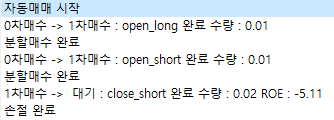 자동매매 시작
0차매수 -> 1차매수 : open_long 완료 수량 : 0.01
분할매수 완료
0차매수 -> 1차매수 : open_short 완료 수량 : 0.01
분할매수 완료
1차매수 ->  대기 : close_short 완료 수량 : 0.02 ROE : -5.11
손절 완료